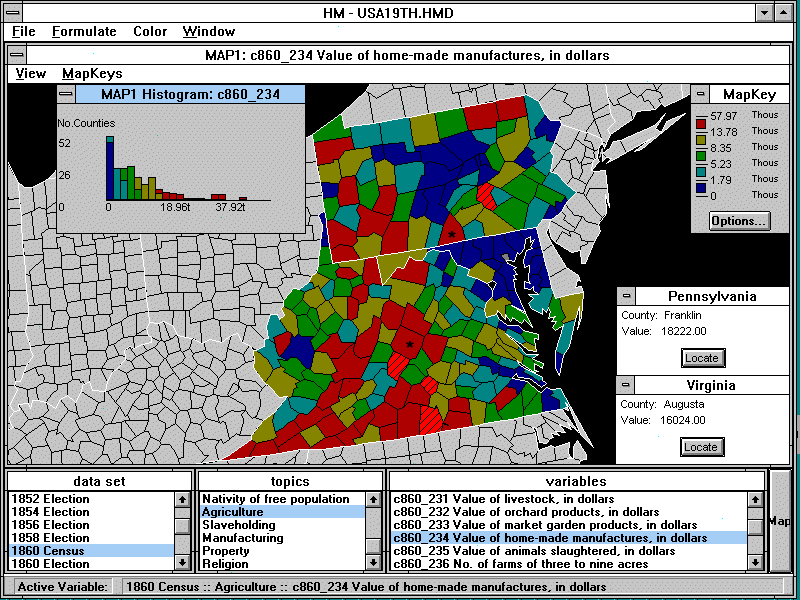 HM - USA19TH.HMD
File Formulate Color Window
MAP1: c860_234 Value of home-made manufactures, in dollars
View MapKeys
MAP1 Histogram: c860_234
No.Counties
52
26
0
0 18.96t 37.92t
MapKey
57.97 Thous
13.78 Thous
8.35 Thous
5.23 Thous
1.79 Thous
0 Thous
Options...
Pennsylvania
County: Franklin
Value: 18222.00
Locate
Virginia
County: Augusta
Value: 16024.00
Locate
data set
1852 Election
1854 Election
1856 Election
1858 Election
1860 Census
1860 Election
topics
Nativity of free population
Agriculture
Slaveholding
Manufacturing
Property
Religion
variables
c860_231 Value of livestock, in dollars
c860_232 Value of orchard products, in dollars
c860_233 Value of market garden products, in dollars
c860_234 Value of home-made manufactures, in dollars
c860_235 Value of animals slaughtered, in dollars
c860_236 No. of farms of three to nine acres
Map
Active Variable: 1860 Census :: Agriculture :: c860_234 Value of home-made manufactures, in dollars